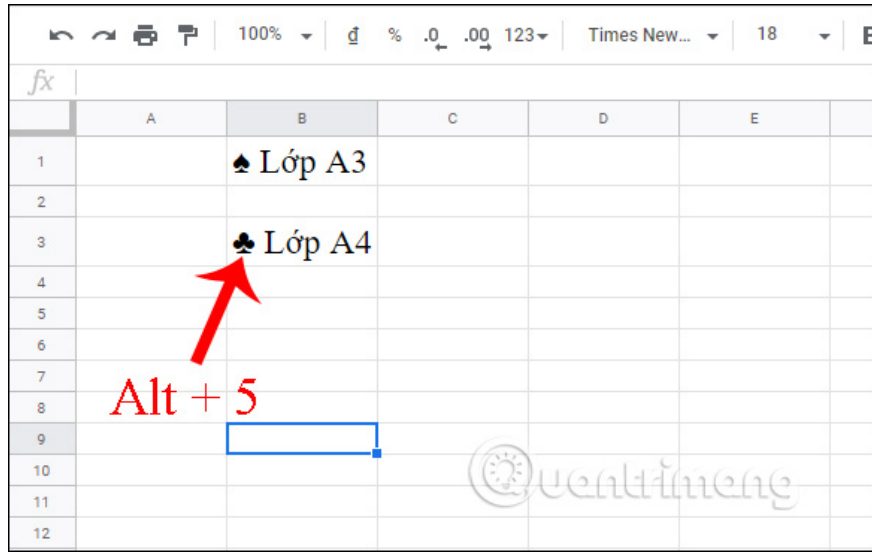 100% ₫ % .0 .00 123 Times New... 18
fx
A B C D E
1 ♠ Lớp A3
2
3 ♣ Lớp A4
4
5
6
7
8 Alt + 5
9
10 Quantrimang
11
12